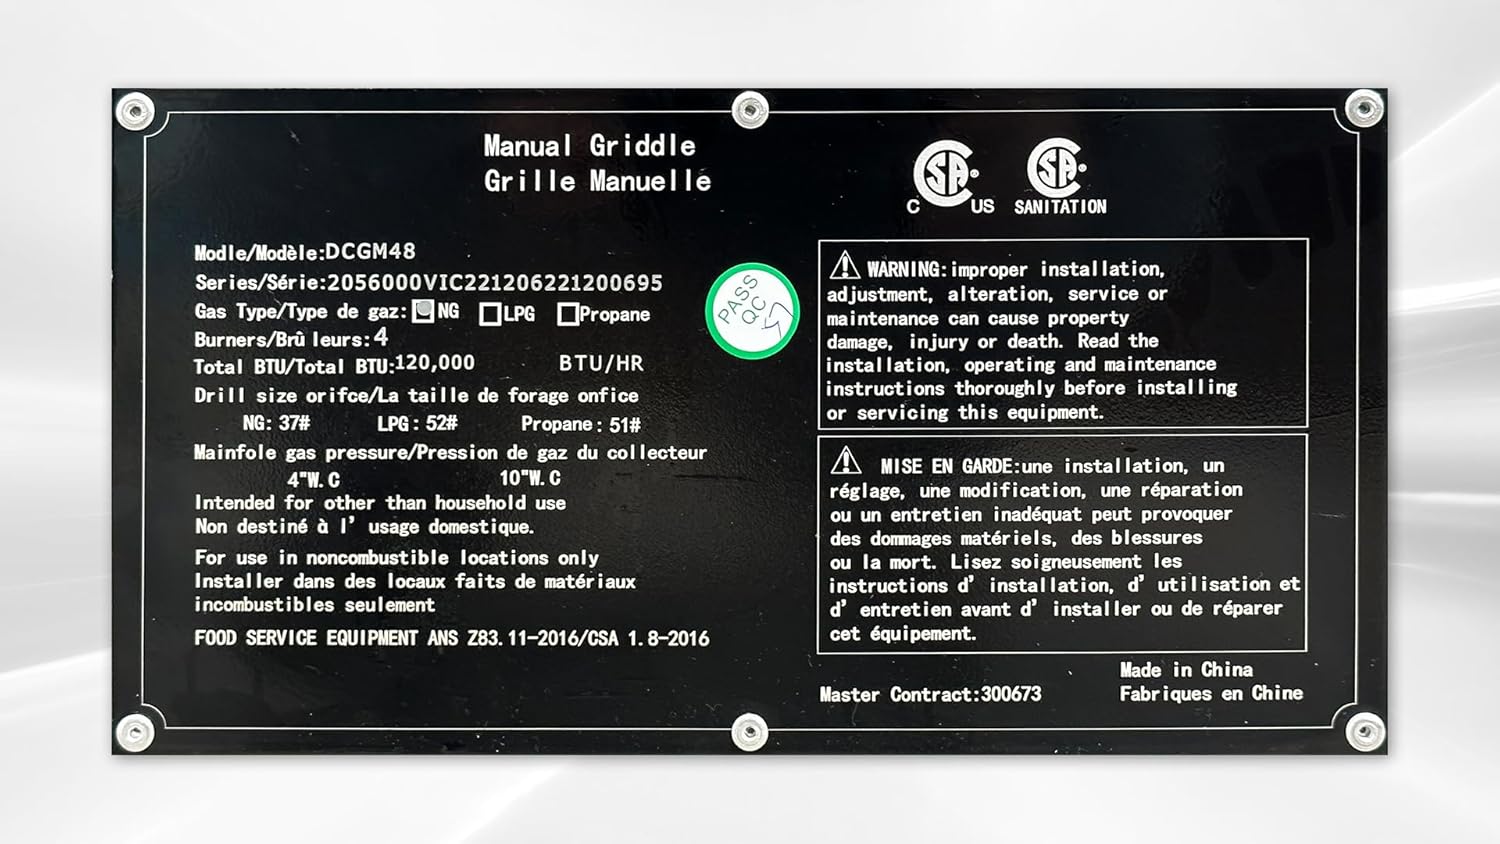 Manual Griddle
Grille Manuelle
CSA®
C US
CSA®
SANITATION
Modle/Modèle:DCGM48
Series/Série:2056000VIC221206221200695
Gas Type/Type de gaz: NG LPG Propane
Burners/Brû leurs:4
Total BTU/Total BTU:120,000 BTU/HR
Drill size orifce/La taille de forage onfice
NG: 37# LPG: 52# Propane: 51#
Mainfole gas pressure/Pression de gaz du collecteur
4"W.C 10"W.C
Intended for other than household use
Non destiné à l' usage domestique.
For use in noncombustible locations only
Installer dans des locaux faits de matériaux
incombustibles seulement
FOOD SERVICE EQUIPMENT ANS Z83.11-2016/CSA 1.8-2016
PASS
QC
WARNING:improper installation,
adjustment, alteration, service or
maintenance can cause property
damage, injury or death. Read the
installation, operating and maintenance
instructions thoroughly before installing
or servicing this equipment.
MISE EN GARDE:une installation, un
réglage, une modification, une réparation
ou un entretien inadéquat peut provoquer
des dommages matériels, des blessures
ou la mort. Lisez soigneusement les
instructions d' installation, d' utilisation et
d' entretien avant d' installer ou de réparer
cet équipement.
Master Contract:300673
Made in China
Fabriques en Chine